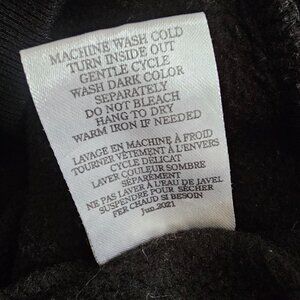 MACHINE WASH COLD
TURN INSIDE OUT
GENTLE CYCLE
WASH DARK COLOR
SEPARATELY
DO NOT BLEACH
HANG TO DRY
WARM IRON IF NEEDED
LAVAGE EN MACHINE À FROID
TOURNER VÊTEMENT À L'ENVERS
CYCLE DÉLICAT
LAVER COULEUR SOMBRE
SÉPARÉMENT
NE PAS LAVER À L'EAU DE JAVEL
SUSPENDRE POUR SÉCHER
FER CHAUD SI BESOIN
Jun.2021